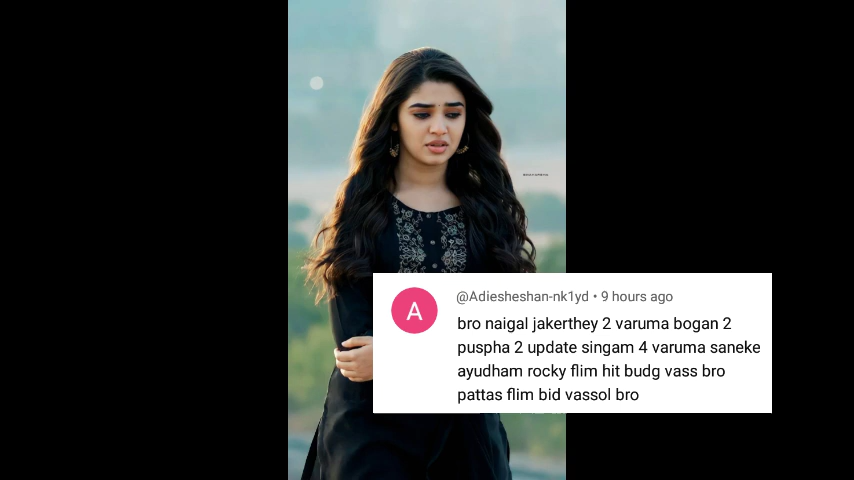 @Adiesheshan-nk1yd • 9 hours ago
A
bro naigal jakerthey 2 varuma bogan 2
puspha 2 update singam 4 varuma saneke
ayudham rocky flim hit budg vass bro
pattas flim bid vassol bro